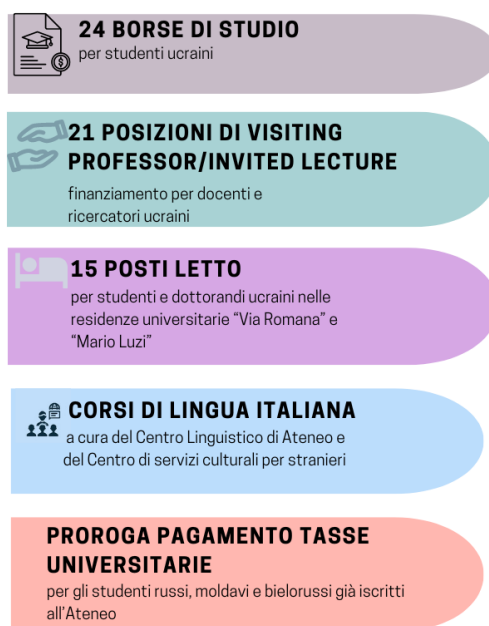 24 BORSE DI STUDIO
per studenti ucraini
21 POSIZIONI DI VISITING
PROFESSOR/INVITED LECTURE
finanziamento per docenti e
ricercatori ucraini
15 POSTI LETTO
per studenti e dottorandi ucraini nelle
residenze universitarie “Via Romana” e
“Mario Luzi”
CORSI DI LINGUA ITALIANA
a cura del Centro Linguistico di Ateneo e
del Centro di servizi culturali per stranieri
PROROGA PAGAMENTO TASSE
UNIVERSITARIE
per gli studenti russi, moldavi e bielorussi già iscritti
all’Ateneo